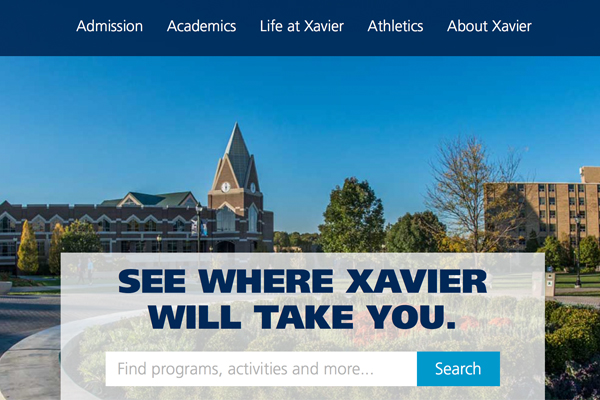 Admission Academics Life at Xavier Athletics About Xavier
SEE WHERE XAVIER
WILL TAKE YOU.
Find programs, activities and more... Search